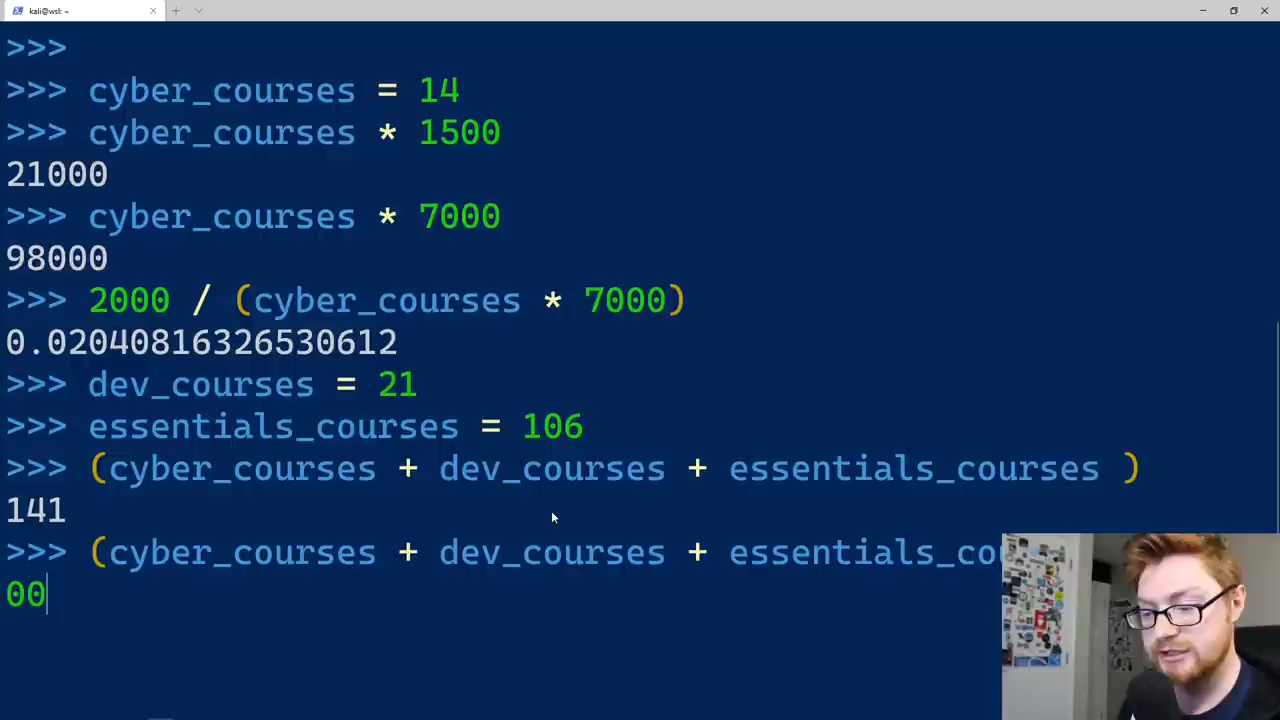 kali@wsl: ~
>>>
>>> cyber_courses = 14
>>> cyber_courses * 1500
21000
>>> cyber_courses * 7000
98000
>>> 2000 / (cyber_courses * 7000)
0.02040816326530612
>>> dev_courses = 21
>>> essentials_courses = 106
>>> (cyber_courses + dev_courses + essentials_courses )
141
>>> (cyber_courses + dev_courses + essentials_co
00